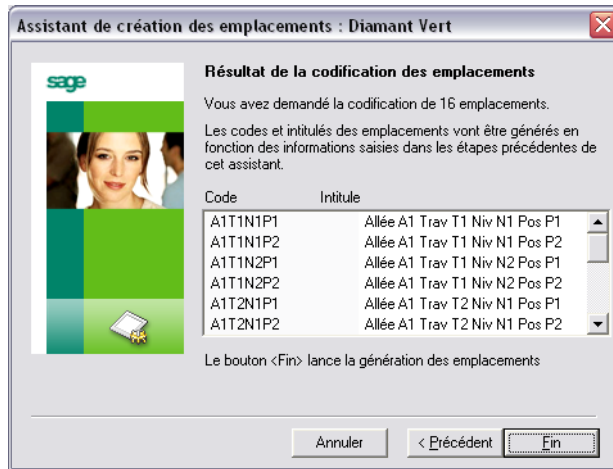 Assistant de création des emplacements : Diamant Vert
sage
Résultat de la codification des emplacements
Vous avez demandé la codification de 16 emplacements.
Les codes et intitulés des emplacements vont être générés en
fonction des informations saisies dans les étapes précédentes de
cet assistant.
Code Intitule
A1T1N1P1 Allée A1 Trav T1 Niv N1 Pos P1
A1T1N1P2 Allée A1 Trav T1 Niv N1 Pos P2
A1T1N2P1 Allée A1 Trav T1 Niv N2 Pos P1
A1T1N2P2 Allée A1 Trav T1 Niv N2 Pos P2
A1T2N1P1 Allée A1 Trav T2 Niv N1 Pos P1
A1T2N1P2 Allée A1 Trav T2 Niv N1 Pos P2
Le bouton <Fin> lance la génération des emplacements
Annuler < Précédent Fin